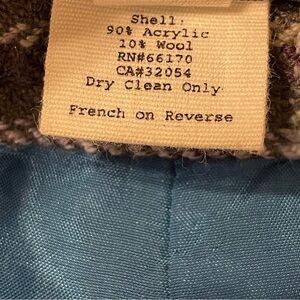 Shell:
90% Acrylic
10% Wool
RN#66170
CA#32054
Dry Clean Only
French on Reverse